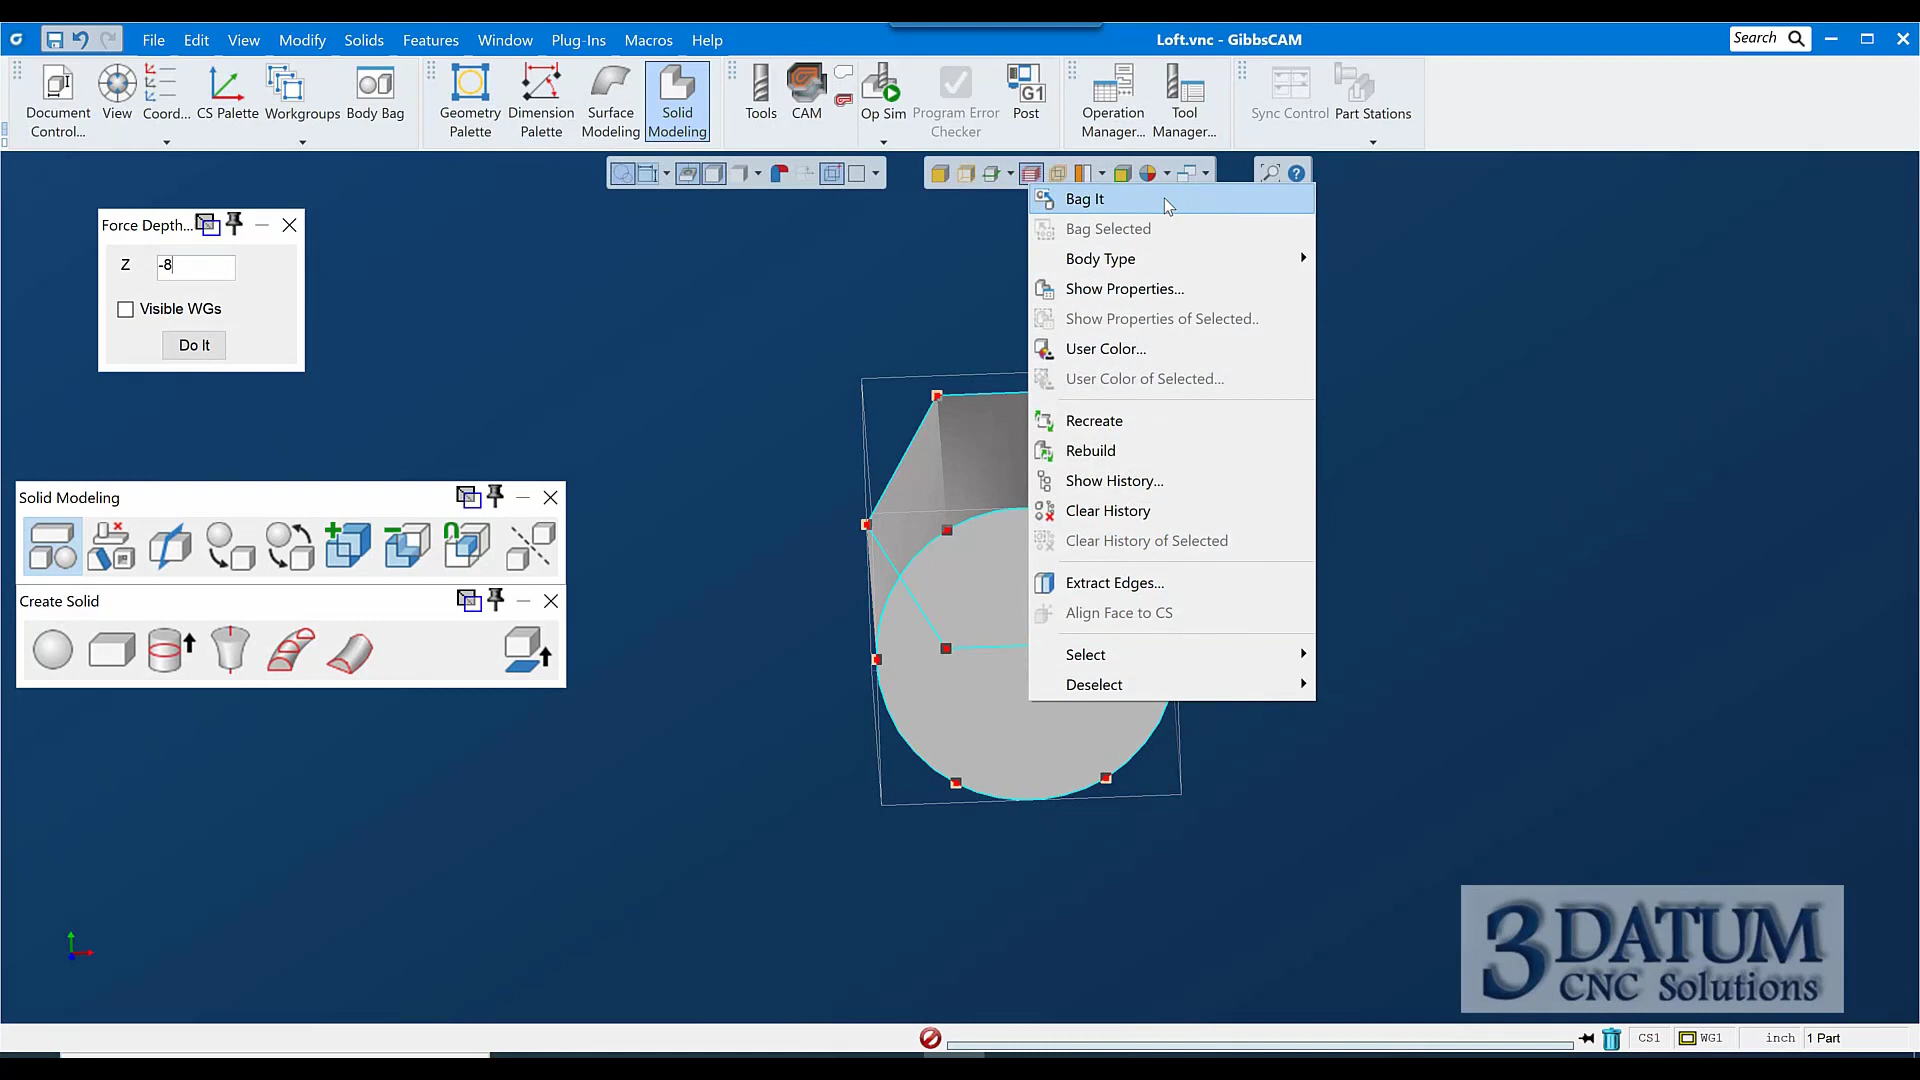 File Edit View Modify Solids Features Window Plug-Ins Macros Help
Loft.vnc - GibbsCAM
Search
Document Control...
View
Coord...
CS Palette
Workgroups
Body Bag
Geometry Palette
Dimension Palette
Surface Modeling
Solid Modeling
Tools
CAM
Op Sim
Program Error Checker
G1
Post
Operation Manager...
Tool Manager...
Sync Control
Part Stations
Force Depth...
Z -8
Visible WGs
Do It
Bag It
Bag Selected
Body Type
Show Properties...
Show Properties of Selected..
User Color...
User Color of Selected...
Recreate
Rebuild
Show History...
Clear History
Clear History of Selected
Extract Edges...
Align Face to CS
Select
Deselect
Solid Modeling
Create Solid
3DATUM
CNC Solutions
CS1 WG1 inch 1 Part